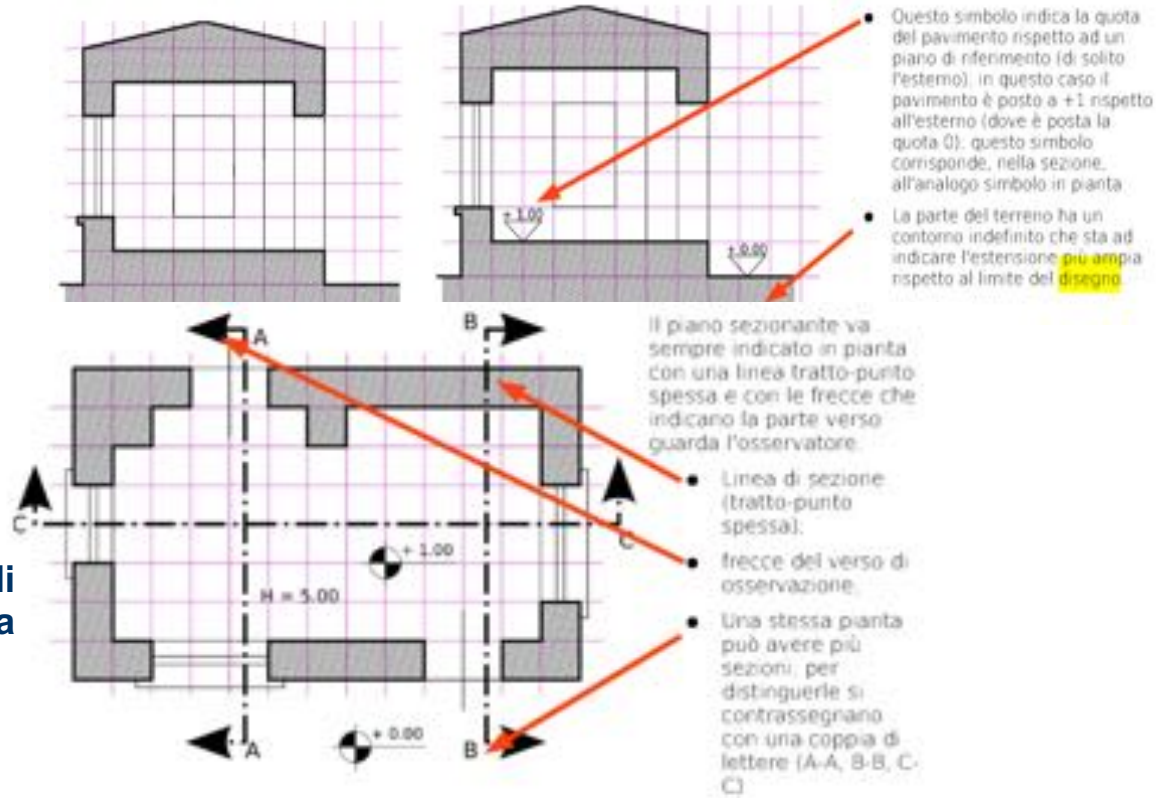 Questo simbolo indica la quota
del pavimento rispetto ad un
piano di riferimento (di solito
l'esterno), in questo caso il
pavimento è posto a +1 rispetto
all'esterno (dove è posta la
quota 0); questo simbolo
corrisponde, nella sezione,
all'analogo simbolo in pianta
La parte del terreno ha un
contorno indefinito che sta ad
indicare l'estensione più ampia
rispetto al limite del disegno
+ 1.00
+ 0.00
Il piano sezionante va
sempre indicato in pianta
con una linea tratto-punto
spessa e con le frecce che
indicano la parte verso
guarda l'osservatore.
Linea di sezione
(tratto-punto
spessa);
frecce del verso di
osservazione;
Una stessa pianta
può avere più
sezioni, per
distinguerle si
contrassegnano
con una coppia di
lettere (A-A, B-B, C-
C)
A
B
C
C
+ 1.00
H = 5.00
A
B
+ 0.00
li
a